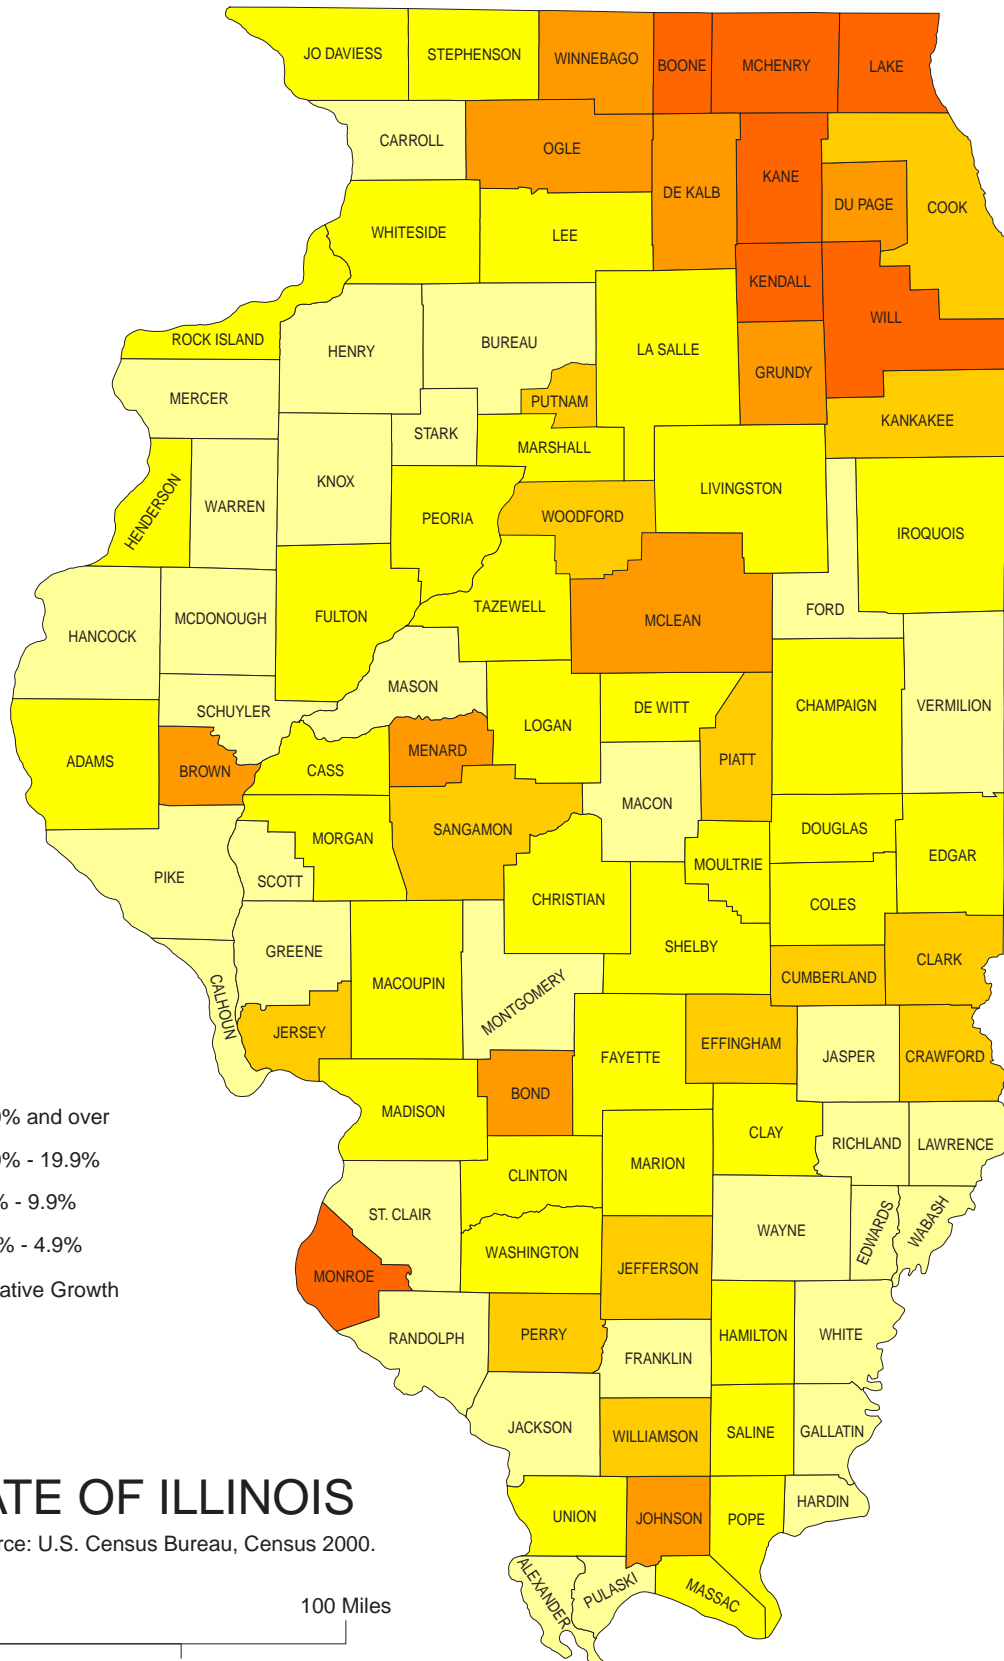 JO DAVIESS
STEPHENSON
WINNEBAGO
BOONE
MCHENRY
LAKE
CARROLL
OGLE
DE KALB
KANE
DU PAGE
COOK
WHITESIDE
LEE
KENDALL
WILL
ROCK ISLAND
HENRY
BUREAU
LA SALLE
GRUNDY
MERCER
PUTNAM
KANKAKEE
STARK
MARSHALL
HENDERSON
WARREN
KNOX
PEORIA
WOODFORD
LIVINGSTON
IROQUOIS
HANCOCK
MCDONOUGH
FULTON
TAZEWELL
MCLEAN
FORD
MASON
SCHUYLER
LOGAN
DE WITT
CHAMPAIGN
VERMILION
ADAMS
BROWN
CASS
MENARD
PIATT
MACON
SANGAMON
MORGAN
DOUGLAS
EDGAR
MOULTRIE
PIKE
SCOTT
CHRISTIAN
COLES
SHELBY
GREENE
MACOUPIN
MONTGOMERY
CUMBERLAND
CLARK
CALHOUN
JERSEY
FAYETTE
EFFINGHAM
JASPER
CRAWFORD
MADISON
BOND
CLAY
RICHLAND
LAWRENCE
CLINTON
MARION
ST. CLAIR
WAYNE
EDWARDS
WABASH
WASHINGTON
JEFFERSON
MONROE
RANDOLPH
PERRY
HAMILTON
WHITE
FRANKLIN
JACKSON
WILLIAMSON
SALINE
GALLATIN
UNION
JOHNSON
POPE
HARDIN
ALEXANDER
PULASKI
MASSAC
% and over
% - 19.9%
% - 9.9%
% - 4.9%
ative Growth
ATE OF ILLINOIS
rce: U.S. Census Bureau, Census 2000.
100 Miles